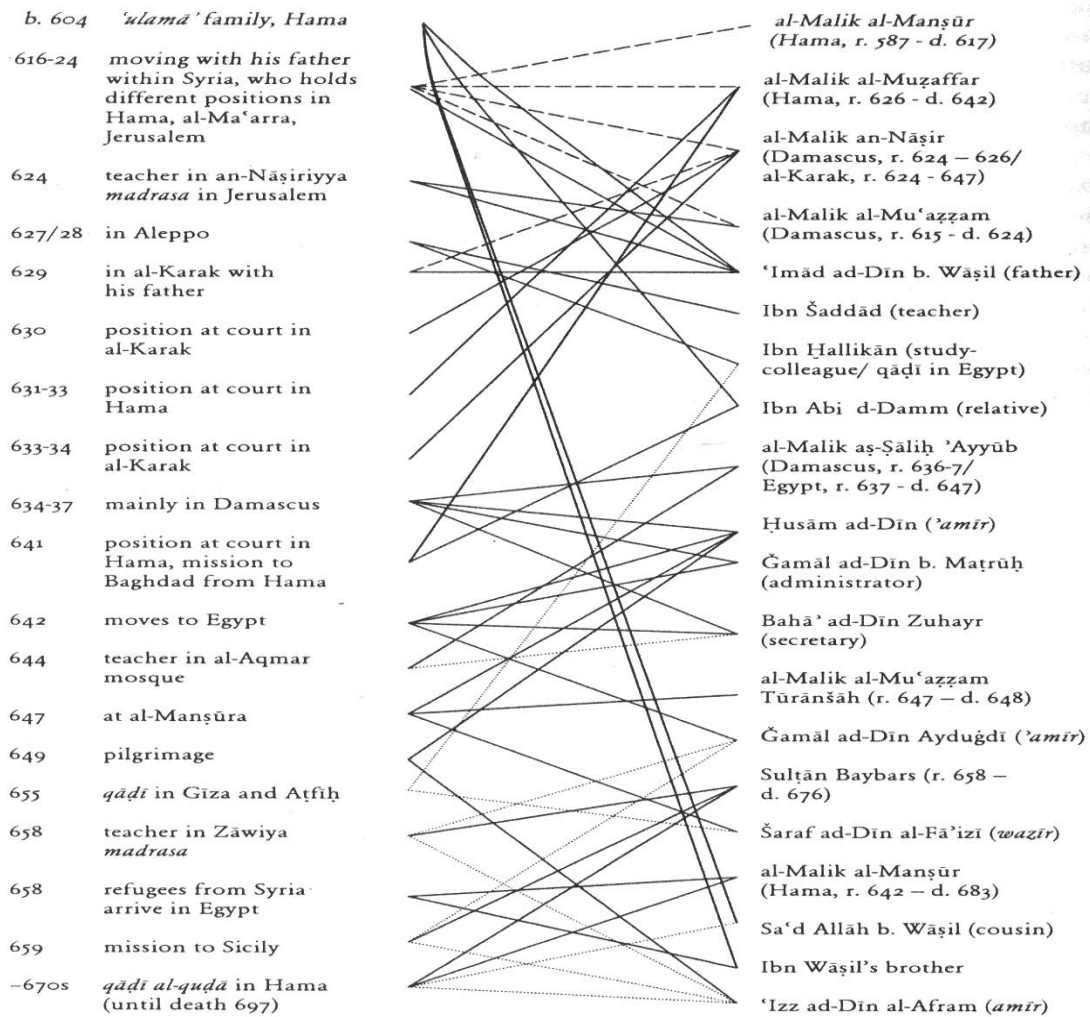 b. 604 ‘ulamā’ family, Hama
616-24 moving with his father
within Syria, who holds
different positions in
Hama, al-Ma‘arra,
Jerusalem
624 teacher in an-Nāṣiriyya
madrasa in Jerusalem
627/28 in Aleppo
629 in al-Karak with
his father
630 position at court in
al-Karak
631-33 position at court in
Hama
633-34 position at court in
al-Karak
634-37 mainly in Damascus
641 position at court in
Hama, mission to
Baghdad from Hama
642 moves to Egypt
644 teacher in al-Aqmar
mosque
647 at al-Manṣūra
649 pilgrimage
655 qāḍī in Gīza and Aṭfīḥ
658 teacher in Zāwiya
madrasa
658 refugees from Syria
arrive in Egypt
659 mission to Sicily
~670s qāḍī al-quḍā in Hama
(until death 697)
al-Malik al-Manṣūr
(Hama, r. 587 - d. 617)
al-Malik al-Muẓaffar
(Hama, r. 626 - d. 642)
al-Malik an-Nāṣir
(Damascus, r. 624 – 626/
al-Karak, r. 624 - 647)
al-Malik al-Mu‘aẓẓam
(Damascus, r. 615 - d. 624)
‘Imād ad-Dīn b. Wāṣil (father)
Ibn Šaddād (teacher)
Ibn Ḫallikān (study-
colleague/ qāḍī in Egypt)
Ibn Abi d-Damm (relative)
al-Malik aṣ-Ṣāliḥ ’Ayyūb
(Damascus, r. 636-7/
Egypt, r. 637 - d. 647)
Ḥusām ad-Dīn (’amīr)
Ǧamāl ad-Dīn b. Maṭrūḥ
(administrator)
Bahā’ ad-Dīn Zuhayr
(secretary)
al-Malik al-Mu‘aẓẓam
Tūrānšāh (r. 647 – d. 648)
Ǧamāl ad-Dīn Ayduġdī (’amīr)
Sulṭān Baybars (r. 658 –
d. 676)
Šaraf ad-Dīn al-Fā’izī (wazīr)
al-Malik al-Manṣūr
(Hama, r. 642 – d. 683)
Sa‘d Allāh b. Wāṣil (cousin)
Ibn Wāṣil’s brother
‘Izz ad-Dīn al-Afram (amīr)